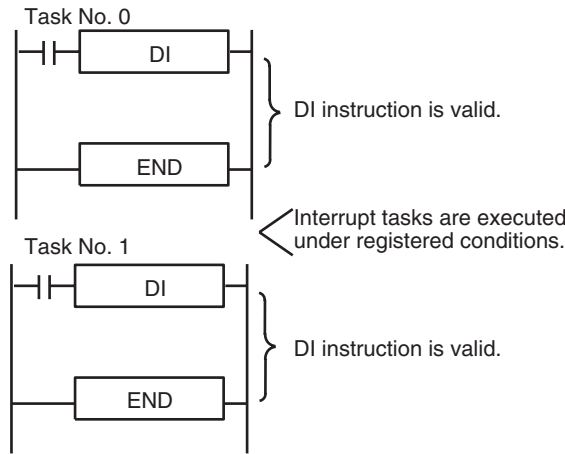 Task No. 0
DI
DI instruction is valid.
END
Interrupt tasks are executed
under registered conditions.
Task No. 1
DI
DI instruction is valid.
END